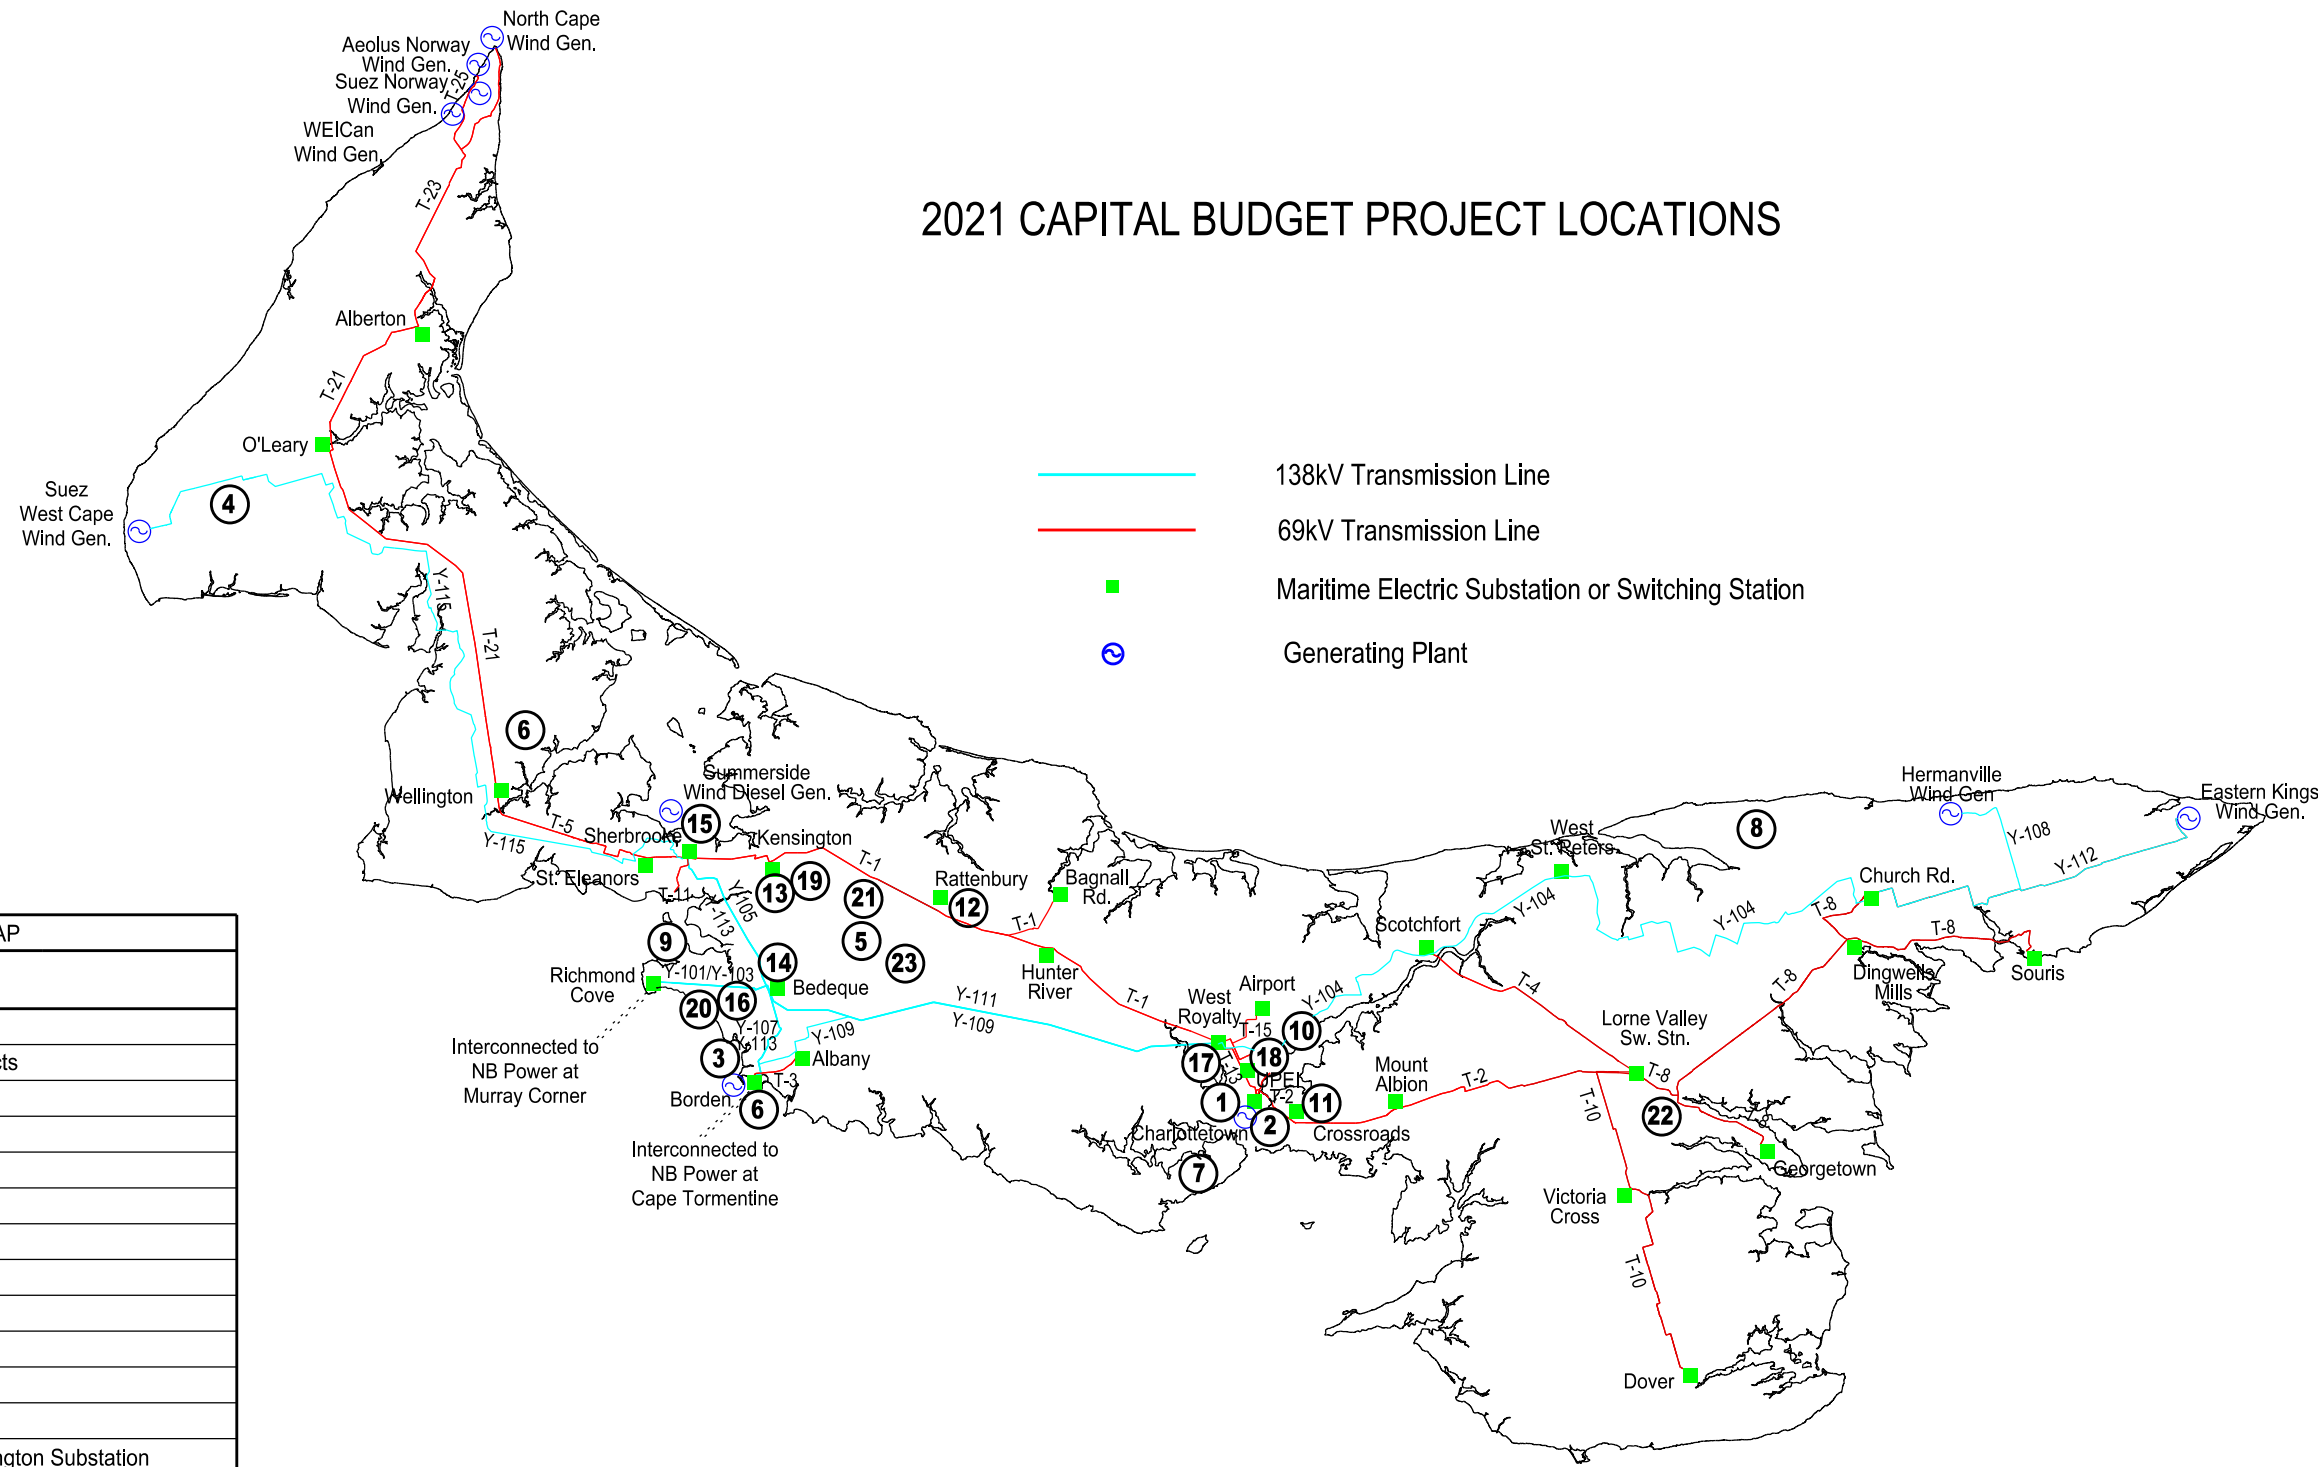 North Cape
Wind Gen.
Aeolus Norway
Wind Gen.
Suez Norway
Wind Gen.
T-25
WEICan
Wind Gen.
T-23
2021 CAPITAL BUDGET PROJECT LOCATIONS
Alberton
T-21
O'Leary
138kV Transmission Line
69kV Transmission Line
Maritime Electric Substation or Switching Station
Generating Plant
Suez
West Cape
Wind Gen.
4
Y-115
T-21
6
Wellington
Summerside
Wind Diesel Gen.
T-5
Y-115
Sherbrooke
15
Kensington
St. Eleanors
T-11
Y-113
Y105
13
19
T-1
21
Rattenbury
12
Bagnall
Rd.
T-1
9
14
5
23
Richmond
Cove
Y-101/Y-103
Bedeque
20
16
Hunter
River
T-1
Y-111
Y-109
Y-107
Y-113
Y-109
Interconnected to
NB Power at
Murray Corner
3
Albany
T-3
Borden
6
Interconnected to
NB Power at
Cape Tormentine
West
Royalty
Airport
T-15
10
Y-104
17
18
T-13
UPEI
1
T-2
11
2
Charlottetown
Crossroads
7
Mount
Albion
T-2
Scotchfort
Y-104
T-4
West
St. Peters
8
Y-104
Hermanville
Wind Gen
Eastern Kings
Wind Gen.
Y-108
Y-112
Church Rd.
T-8
T-8
Dingwells
Mills
Souris
T-8
Lorne Valley
Sw. Stn.
T-8
T-10
22
Georgetown
Victoria
Cross
T-10
Dover
AP
cts
ngton Substation